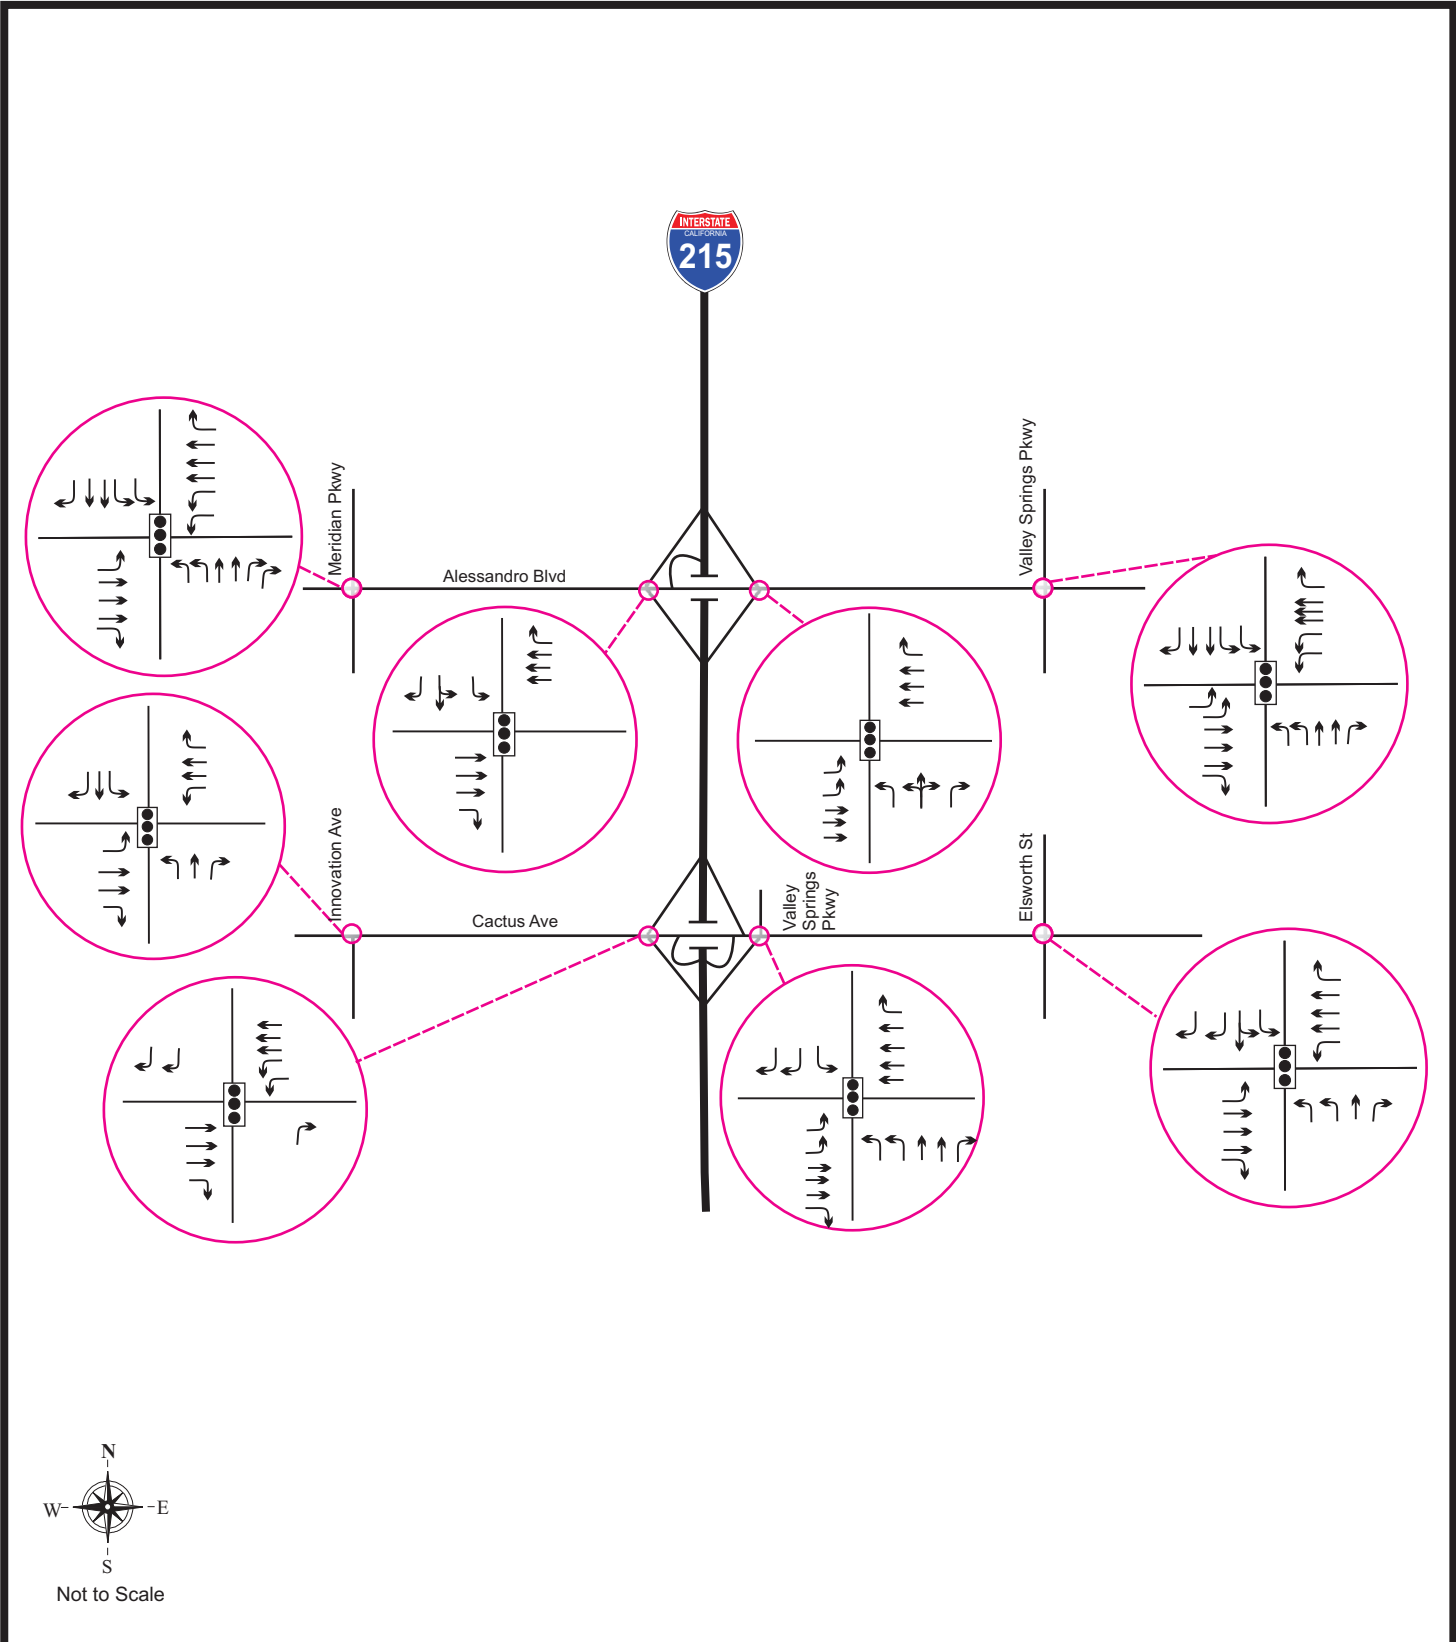 INTERSTATE
CALIFORNIA
215
Meridian Pkwy
Alessandro Blvd
Valley Springs Pkwy
Innovation Ave
Cactus Ave
Valley
Springs
Pkwy
Elsworth St
N
W
E
S
Not to Scale